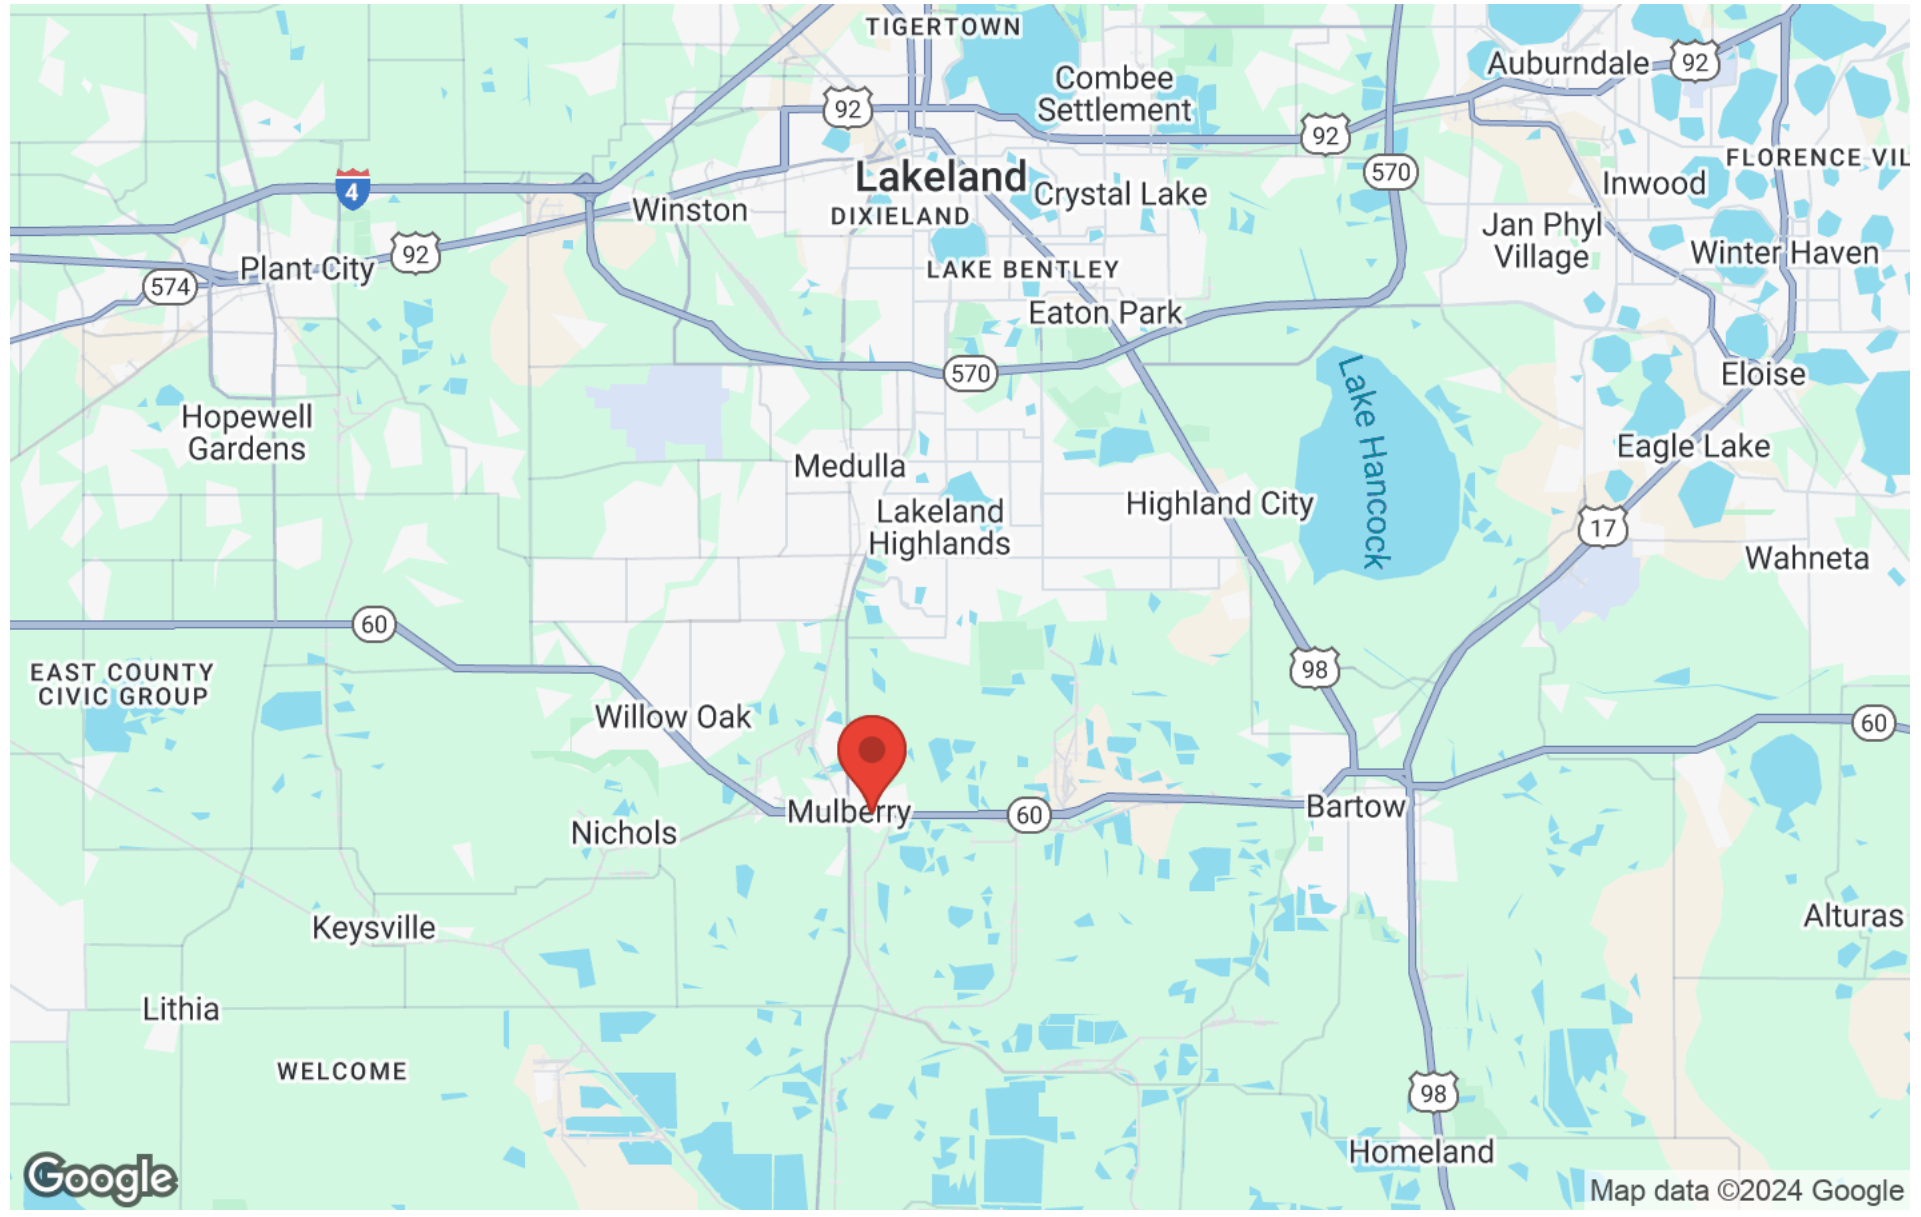 TIGERTOWN
Combee
Settlement
Auburndale
92
92
92
FLORENCE VIL
4
Lakeland
570
Winston
DIXIELAND
Crystal Lake
Inwood
Jan Phyl
Village
Winter Haven
92
Plant City
574
LAKE BENTLEY
Eaton Park
570
Eloise
Hopewell
Gardens
Lake Hancock
Eagle Lake
Medulla
Highland City
Lakeland
Highlands
17
Wahneta
60
EAST COUNTY
CIVIC GROUP
98
Willow Oak
60
Mulberry
60
Bartow
Nichols
Keysville
Alturas
Lithia
WELCOME
98
Homeland
Google
Map data ©2024 Google